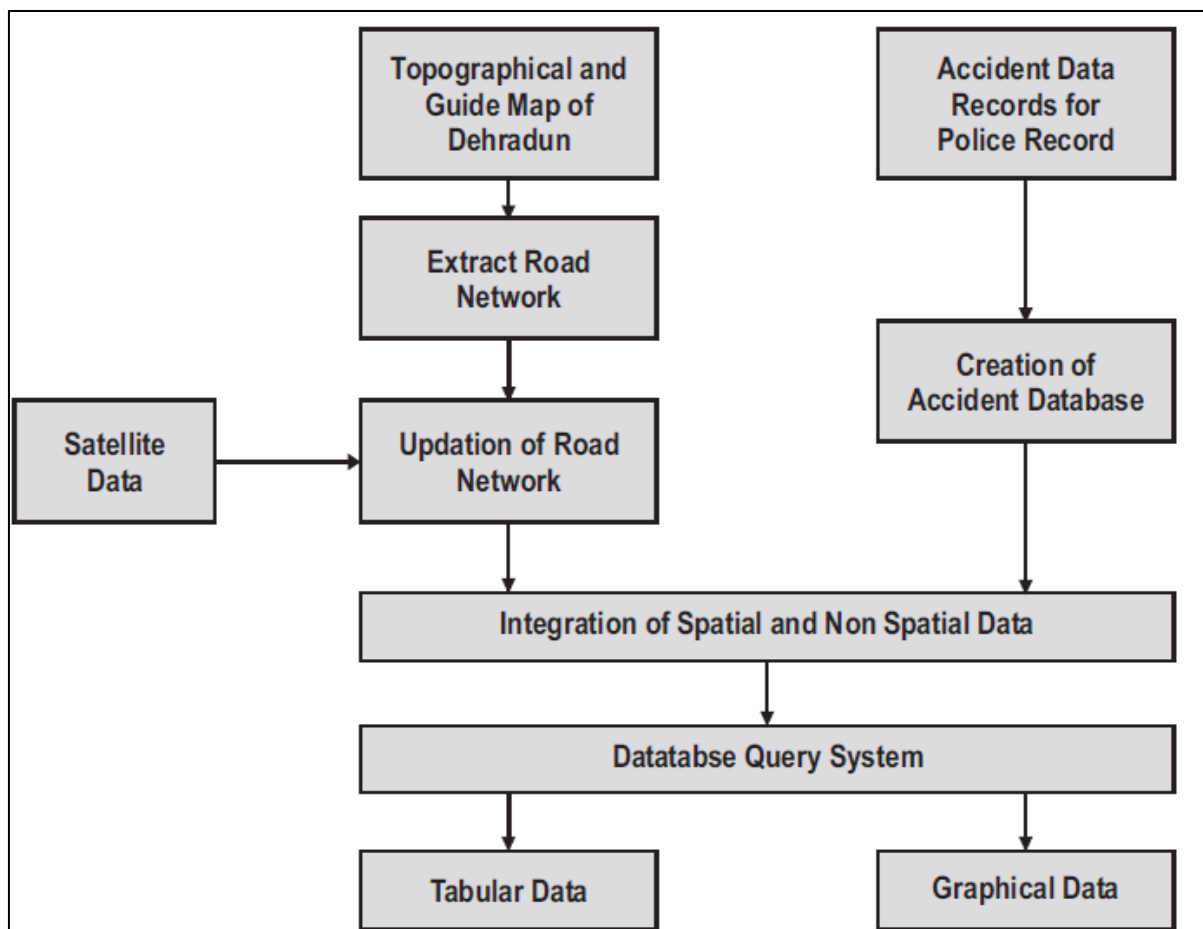 Topographical and
Guide Map of
Dehradun
Accident Data
Records for
Police Record
Extract Road
Network
Creation of
Accident Database
Satellite
Data
Updation of Road
Network
Integration of Spatial and Non Spatial Data
Datatabse Query System
Tabular Data
Graphical Data